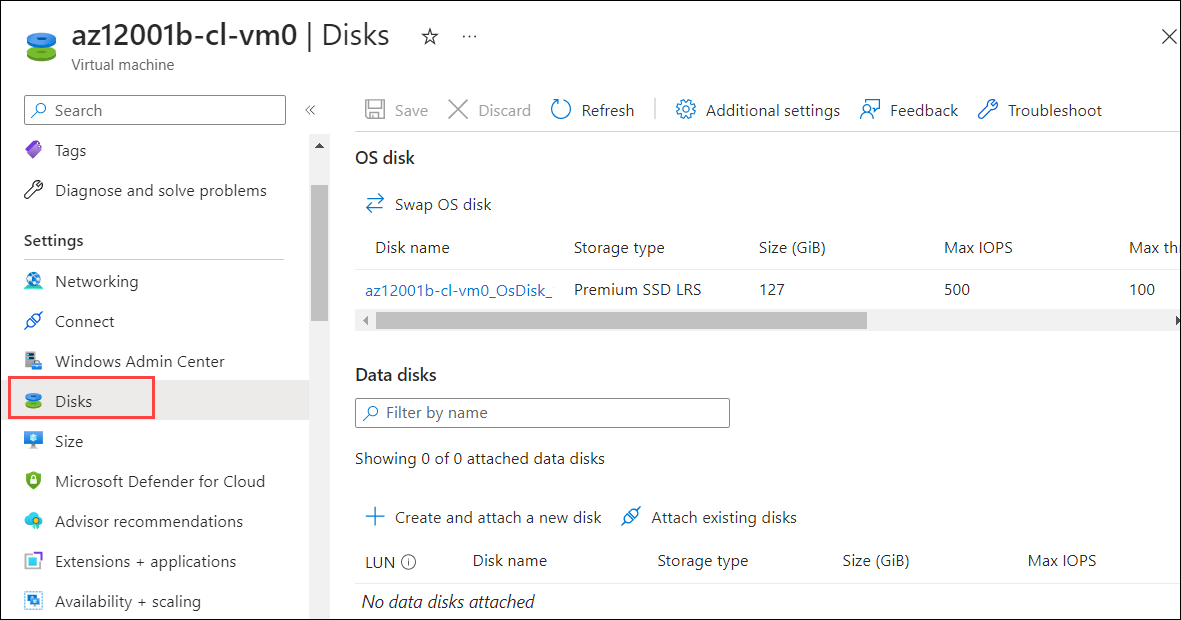 az12001b-cl-vm0 | Disks ...
Virtual machine
Search
Tags
Diagnose and solve problems
Settings
Networking
Connect
Windows Admin Center
Disks
Size
Microsoft Defender for Cloud
Advisor recommendations
Extensions + applications
Availability + scaling
Save Discard Refresh Additional settings Feedback Troubleshoot
OS disk
Swap OS disk
Disk name Storage type Size (GiB) Max IOPS Max th
az12001b-cl-vm0_OsDisk_ Premium SSD LRS 127 500 100
Data disks
Filter by name
Showing 0 of 0 attached data disks
Create and attach a new disk Attach existing disks
LUN Disk name Storage type Size (GiB) Max IOPS
No data disks attached